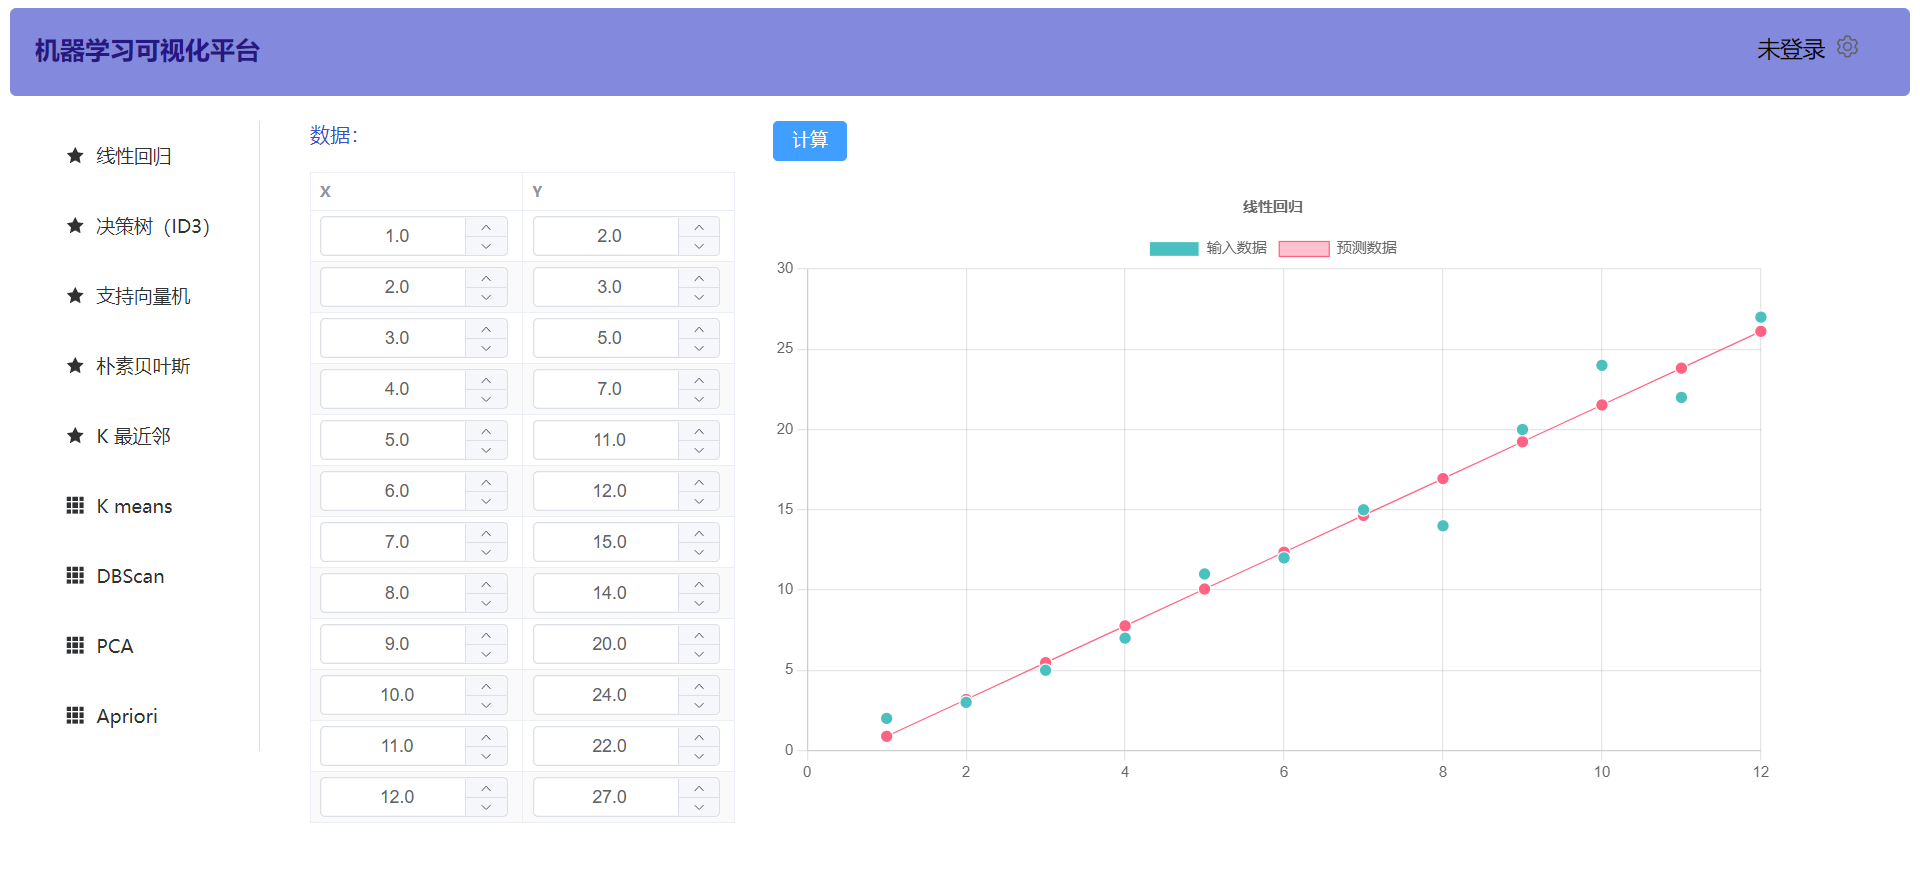 机器学习可视化平台
未登录
线性回归
决策树（ID3）
支持向量机
朴素贝叶斯
K 最近邻
K means
DBScan
PCA
Apriori
数据：
X Y
1.0 2.0
2.0 3.0
3.0 5.0
4.0 7.0
5.0 11.0
6.0 12.0
7.0 15.0
8.0 14.0
9.0 20.0
10.0 24.0
11.0 22.0
12.0 27.0
计算
线性回归
输入数据 预测数据
30
25
20
15
10
5
0
0 2 4 6 8 10 12